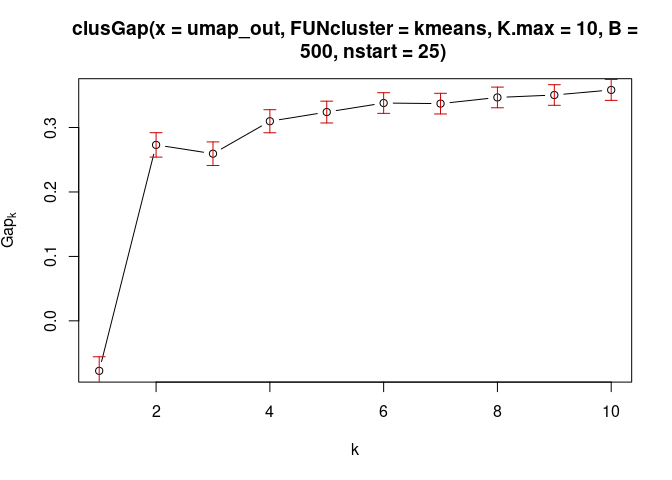 clusGap(x = umap_out, FUNcluster = kmeans, K.max = 10, B =
500, nstart = 25)
0.3
0.2
0.1
0.0
Gapk
2 4 6 8 10
k